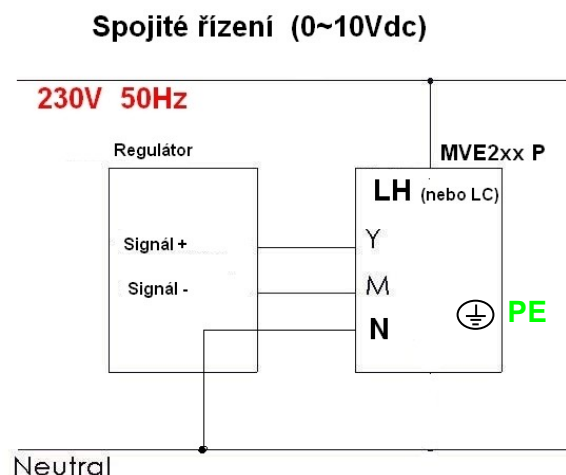 Spojité řízení (0~10Vdc)
230V 50Hz
Regulátor
MVE2xx P
LH (nebo LC)
Signál +
Y
Signál -
M
N
PE
Neutral